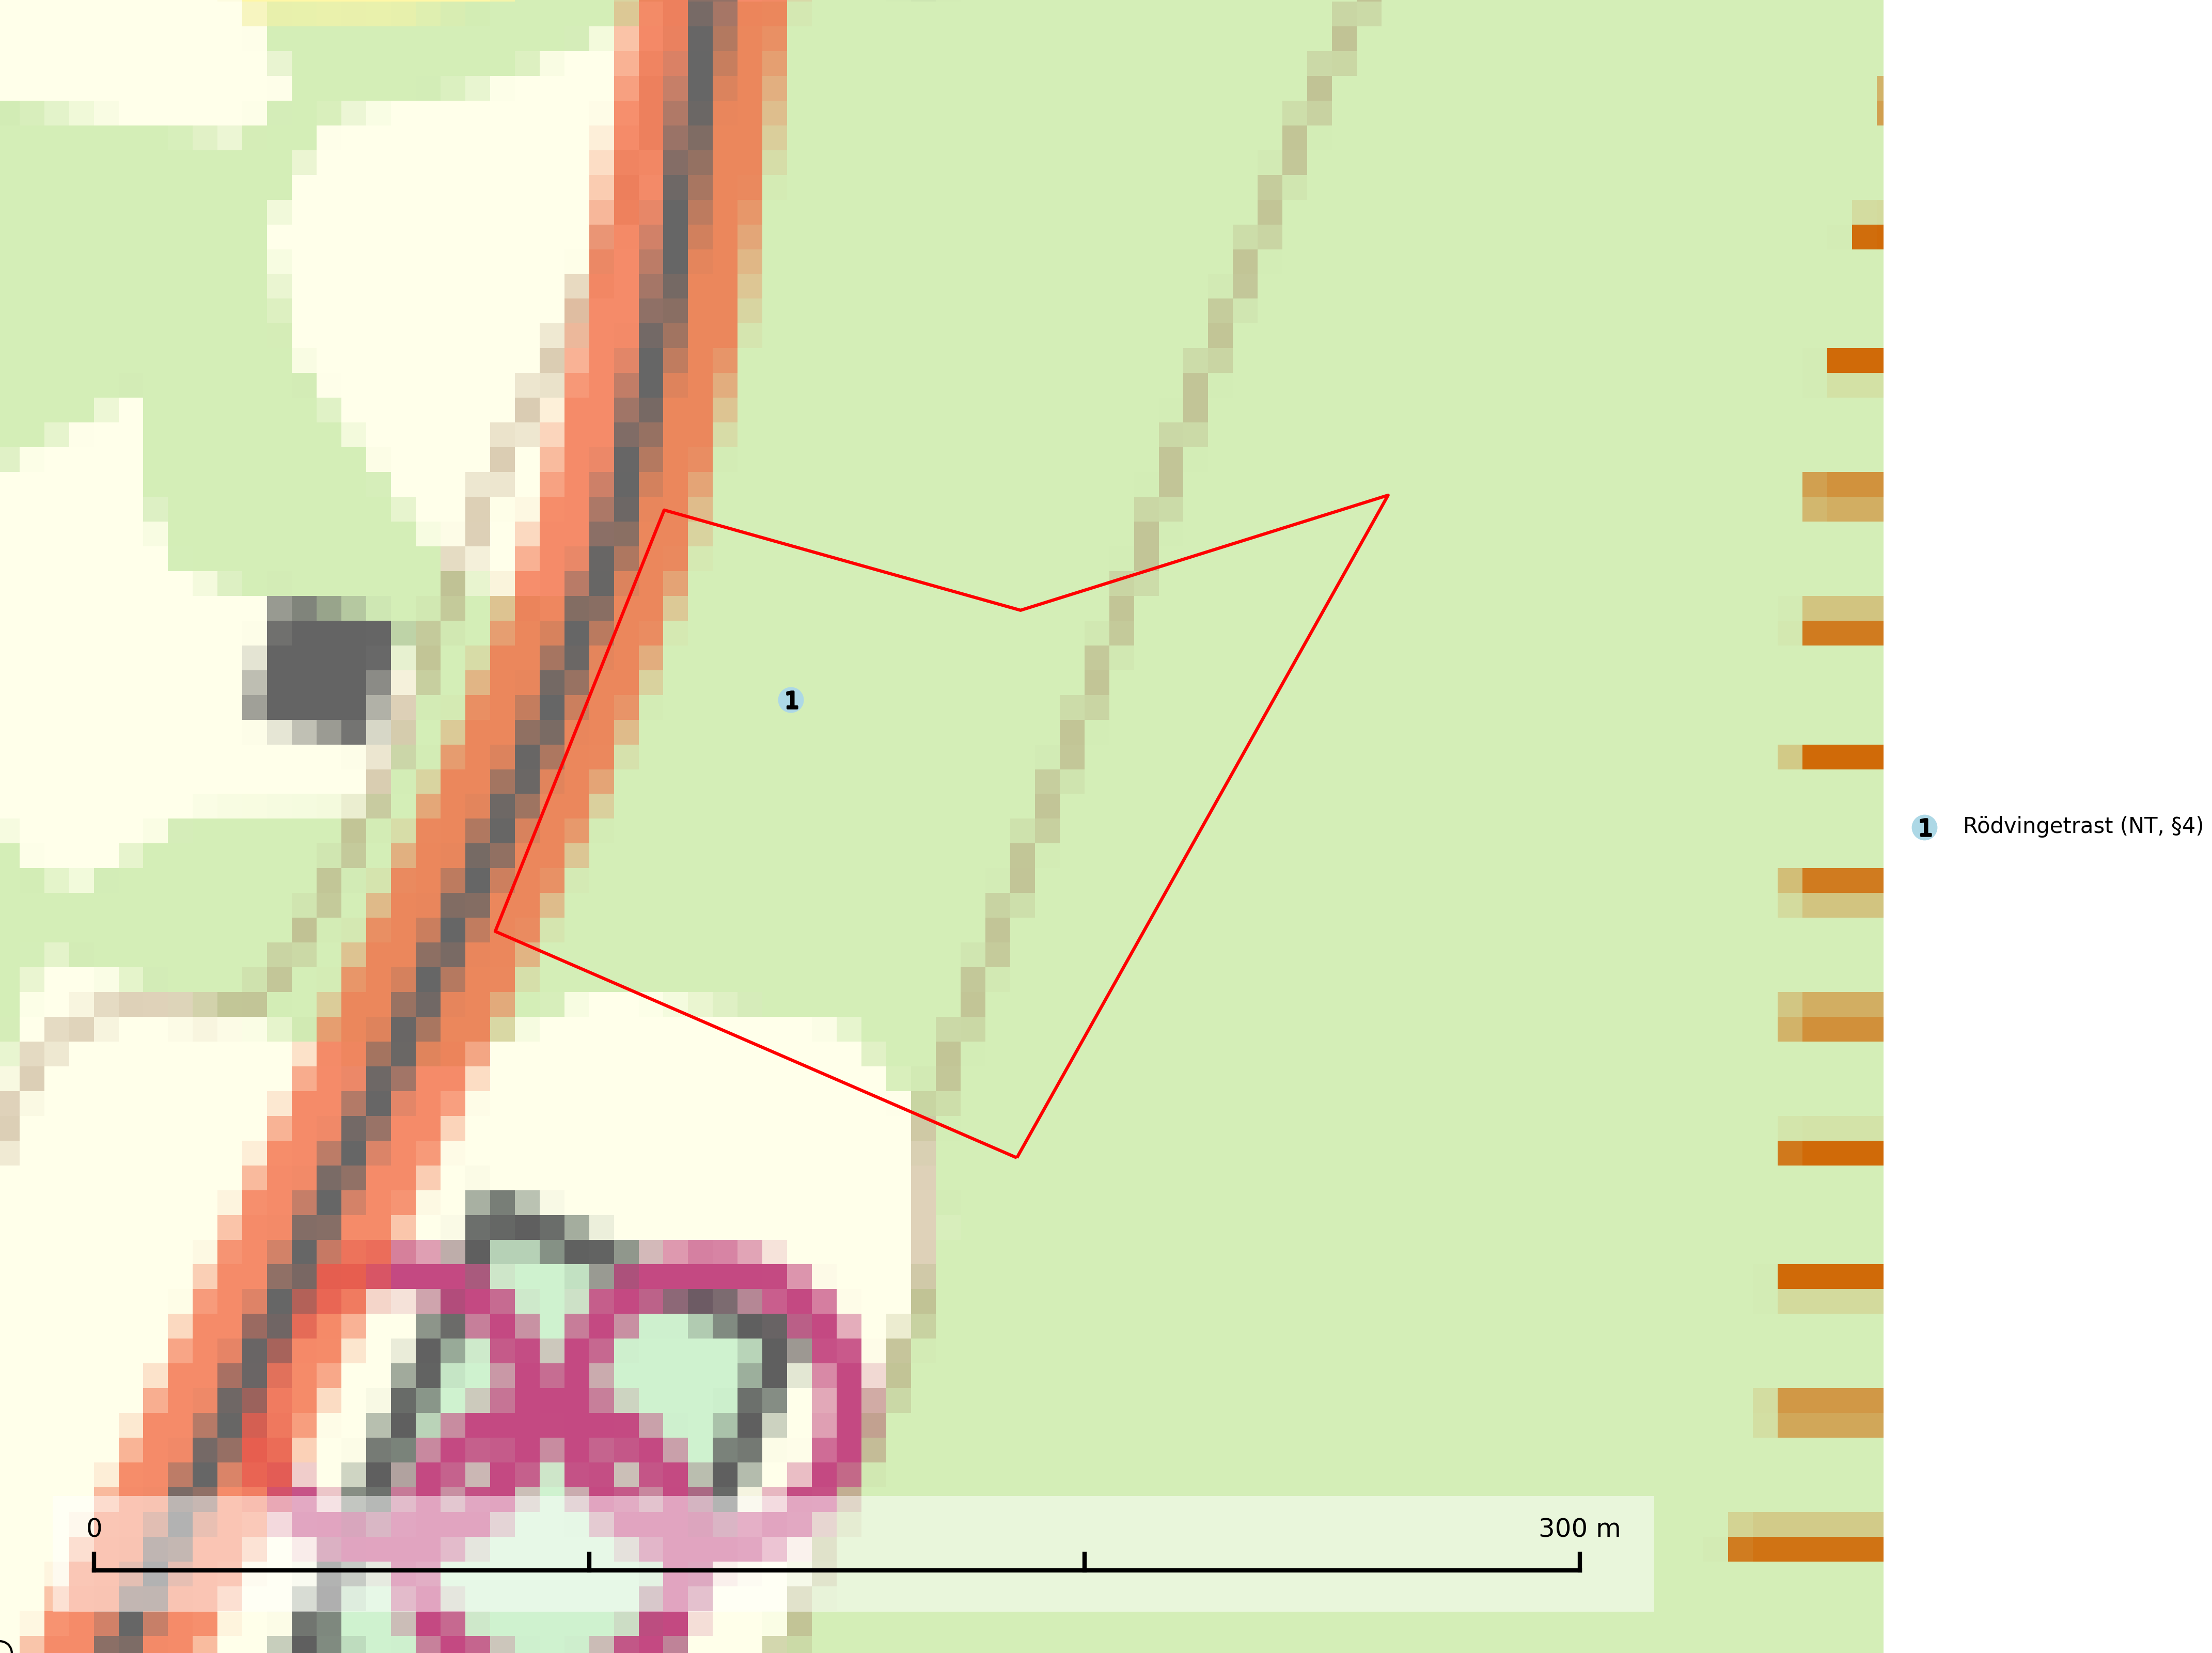 1
1 Rödvingetrast (NT, §4)
0 300 m